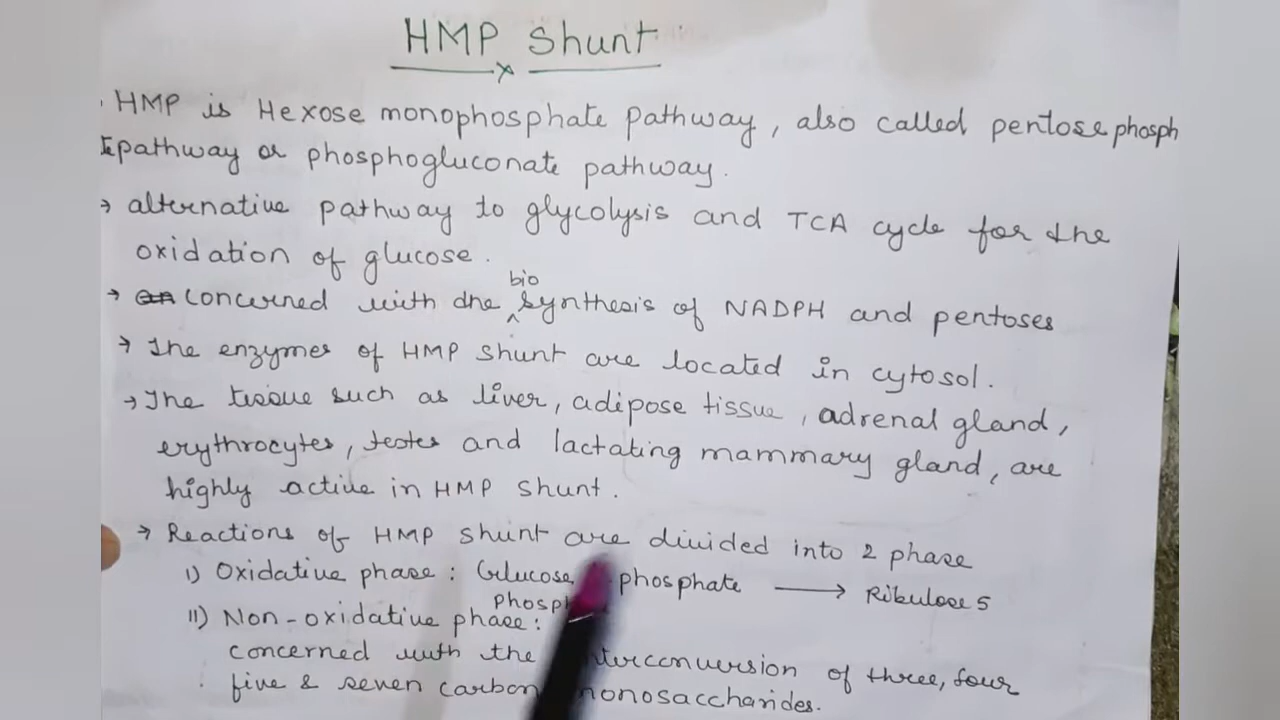 HMP Shunt
HMP is Hexose monophosphate pathway, also called pentose phosph
te pathway or phosphogluconate pathway.
→ alternative pathway to glycolysis and TCA cycle for the
oxidation of glucose.
→ concerned with the biosynthesis of NADPH and pentoses
→ The enzymes of HMP shunt are located in cytosol.
→ The tissue such as liver, adipose tissue, adrenal gland,
erythrocytes, testes and lactating mammary gland, are
highly active in HMP shunt.
→ Reactions of HMP shunt are divided into 2 phase
i) Oxidative phase: Glucose phosphate → Ribulose 5
Phosp
ii) Non-oxidative phase:
concerned with the nterconversion of three, four
five & seven carbon monosaccharides.